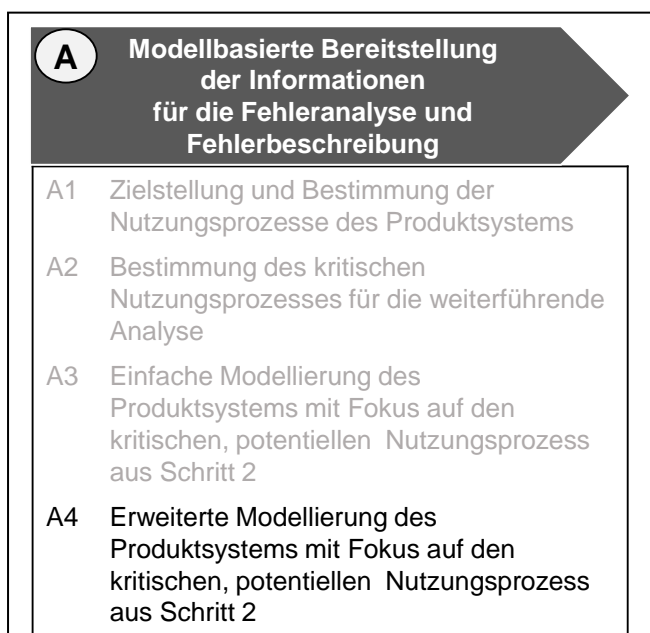 A
Modellbasierte Bereitstellung
der Informationen
für die Fehleranalyse und
Fehlerbeschreibung
A1 Zielstellung und Bestimmung der
Nutzungsprozesse des Produktsystems
A2 Bestimmung des kritischen
Nutzungsprozesses für die weiterführende
Analyse
A3 Einfache Modellierung des
Produktsystems mit Fokus auf den
kritischen, potentiellen Nutzungsprozess
aus Schritt 2
A4 Erweiterte Modellierung des
Produktsystems mit Fokus auf den
kritischen, potentiellen Nutzungsprozess
aus Schritt 2